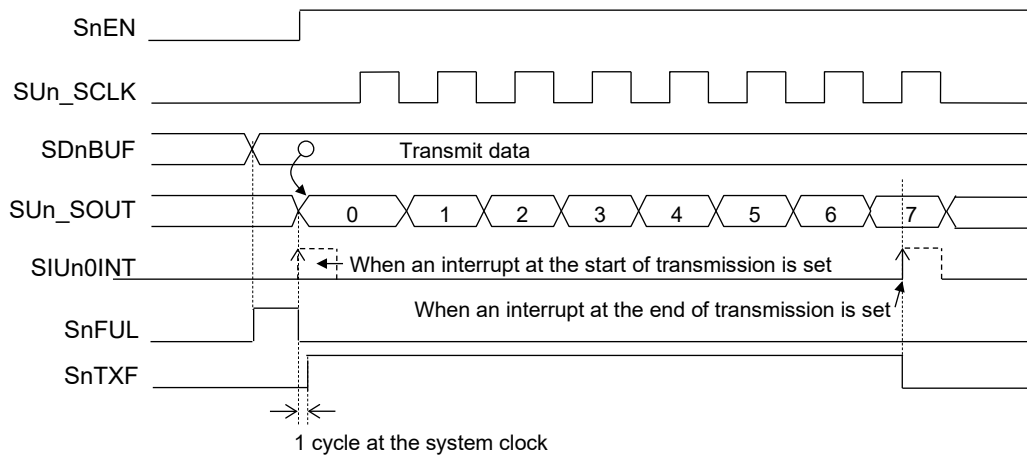 SnEN
SUn_SCLK
SDnBUF
Transmit data
SUn_SOUT
0 1 2 3 4 5 6 7
SIUn0INT
When an interrupt at the start of transmission is set
When an interrupt at the end of transmission is set
SnFUL
SnTXF
1 cycle at the system clock